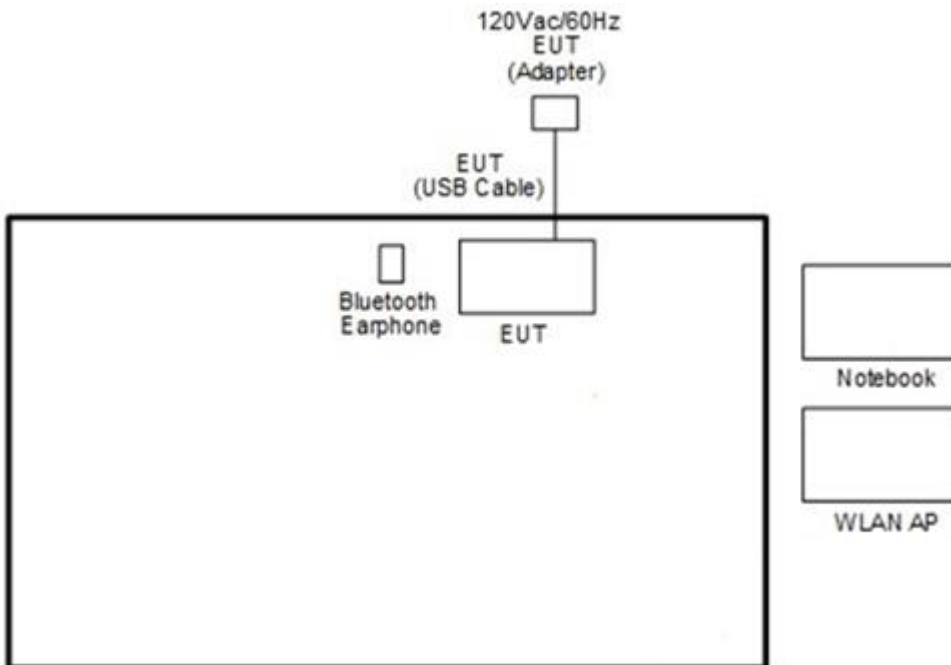 120Vac/60Hz
EUT
(Adapter)
EUT
(USB Cable)
Bluetooth
Earphone
EUT
Notebook
WLAN AP